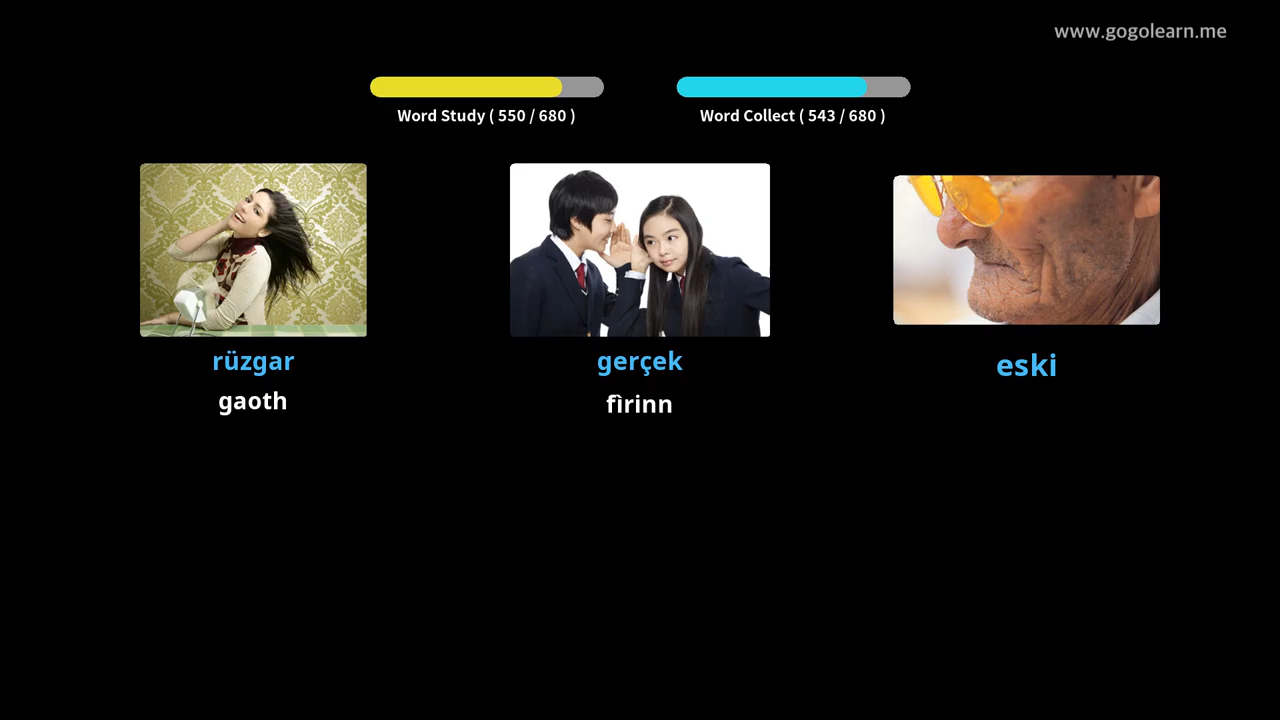 www.gogolearn.me
Word Study ( 550 / 680 )
Word Collect ( 543 / 680 )
rüzgar
gaoth
gerçek
fìrinn
eski